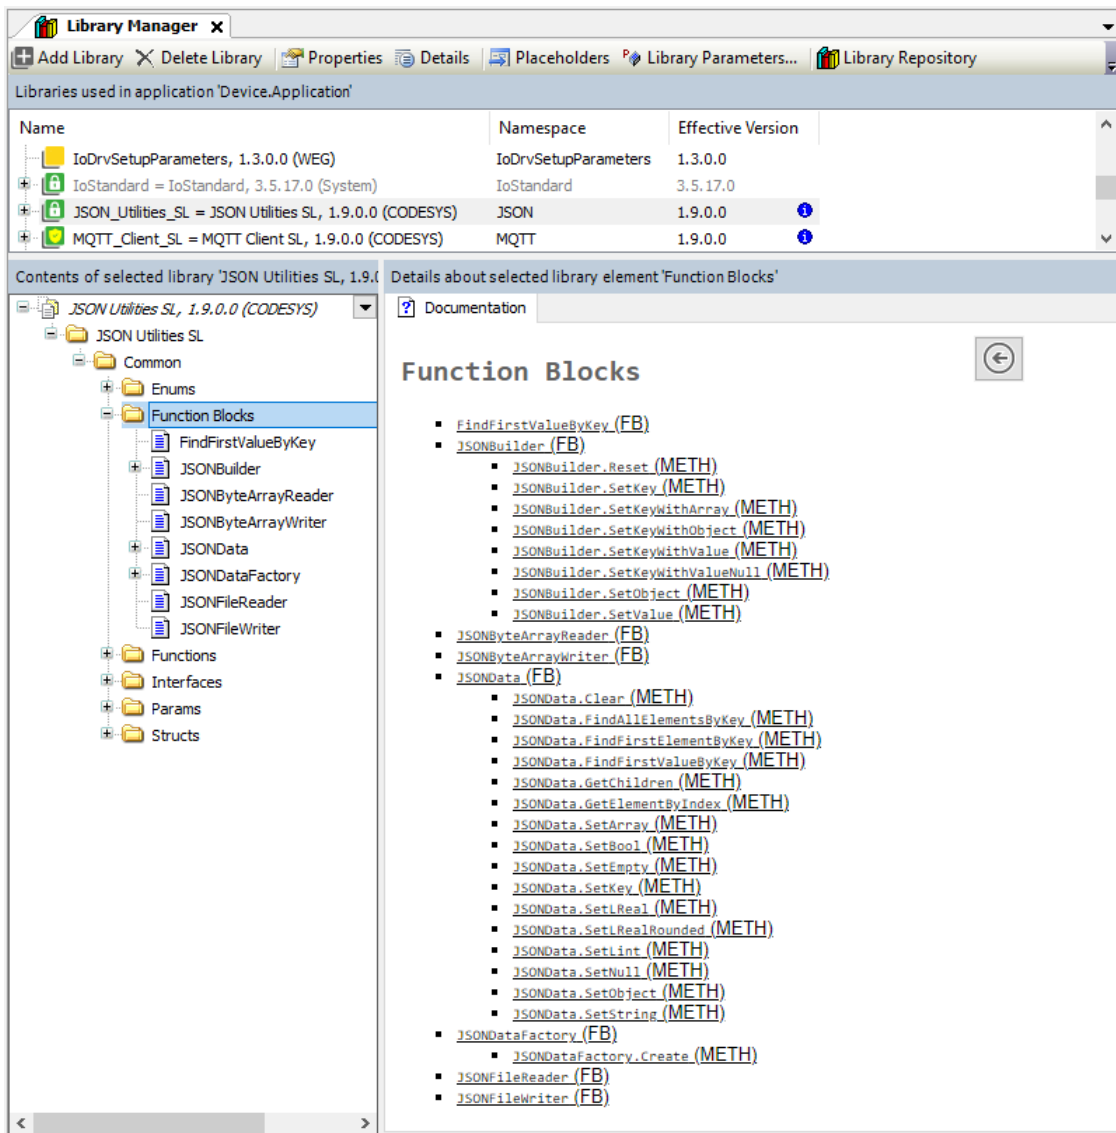 Library Manager
Add Library Delete Library Properties Details Placeholders Library Parameters... Library Repository
Libraries used in application 'Device.Application'
Name Namespace Effective Version
IoDrvSetupParameters, 1.3.0.0 (WEG) IoDrvSetupParameters 1.3.0.0
IoStandard = IoStandard, 3.5.17.0 (System) IoStandard 3.5.17.0
JSON_Utilities_SL = JSON Utilities SL, 1.9.0.0 (CODESYS) JSON 1.9.0.0
MQTT_Client_SL = MQTT Client SL, 1.9.0.0 (CODESYS) MQTT 1.9.0.0
Contents of selected library 'JSON Utilities SL, 1.9.0
JSON Utilities SL, 1.9.0.0 (CODESYS)
JSON Utilities SL
Common
Enums
Function Blocks
FindFirstValueByKey
JSONBuilder
JSONByteArrayReader
JSONByteArrayWriter
JSONData
JSONDataFactory
JSONFileReader
JSONFileWriter
Functions
Interfaces
Params
Structs
Details about selected library element 'Function Blocks'
Documentation
Function Blocks
FindFirstValueByKey (FB)
JSONBuilder (FB)
JSONBuilder.Reset (METH)
JSONBuilder.SetKey (METH)
JSONBuilder.SetKeyWithArray (METH)
JSONBuilder.SetKeyWithObject (METH)
JSONBuilder.SetKeyWithValue (METH)
JSONBuilder.SetKeyWithValueNull (METH)
JSONBuilder.SetObject (METH)
JSONBuilder.SetValue (METH)
JSONByteArrayReader (FB)
JSONByteArrayWriter (FB)
JSONData (FB)
JSONData.Clear (METH)
JSONData.FindAllElementsByKey (METH)
JSONData.FindFirstElementByKey (METH)
JSONData.FindFirstValueByKey (METH)
JSONData.GetChildren (METH)
JSONData.GetElementByIndex (METH)
JSONData.SetArray (METH)
JSONData.SetBool (METH)
JSONData.SetEmpty (METH)
JSONData.SetKey (METH)
JSONData.SetLReal (METH)
JSONData.SetLRealRounded (METH)
JSONData.SetLint (METH)
JSONData.SetNull (METH)
JSONData.SetObject (METH)
JSONData.SetString (METH)
JSONDataFactory (FB)
JSONDataFactory.Create (METH)
JSONFileReader (FB)
JSONFileWriter (FB)